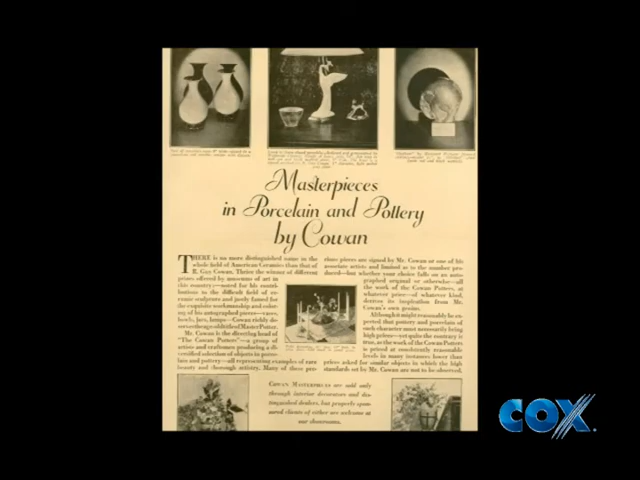 Masterpieces
in Porcelain and Pottery
by Cowan
THERE is no more distinguished name in the
whole field of American Ceramics than that of
R. Guy Cowan. Thrice the winner of different
prizes offered by museums of art in
this country—noted for his contri-
butions to the difficult field of ce-
ramic sculpture and justly famed for
the exquisite workmanship and color-
ing of his autographed pieces—vases,
bowls, jars, lamps—Cowan richly de-
serves the age-old title of Master Potter.
Mr. Cowan is the directing head of
"The Cowan Potters"—a group of
artists and craftsmen producing a di-
versified selection of objects in porce-
lain and pottery—all representing examples of rare
beauty and thorough artistry. Many of these pre-
tious pieces are signed by Mr. Cowan or one of his
associate artists and limited as to the number pro-
duced—but whether your choice falls on an auto-
graphed original or otherwise—all
the work of the Cowan Potters, at
whatever price—of whatever kind,
derives its inspiration from Mr.
Cowan's own genius.
Although it might reasonably be ex-
pected that pottery and porcelain of
such character must necessarily bring
high prices—yet quite the contrary is
true, as the work of the Cowan Potters
is priced at consistently reasonable
levels in many instances lower than
prices asked for similar objects in which the high
standards set by Mr. Cowan are not to be observed.
COWAN MASTERPIECES are sold only
through interior decorators and dis-
tinguished dealers, but properly spon-
sored clients of either are welcome at
our showrooms.
COX